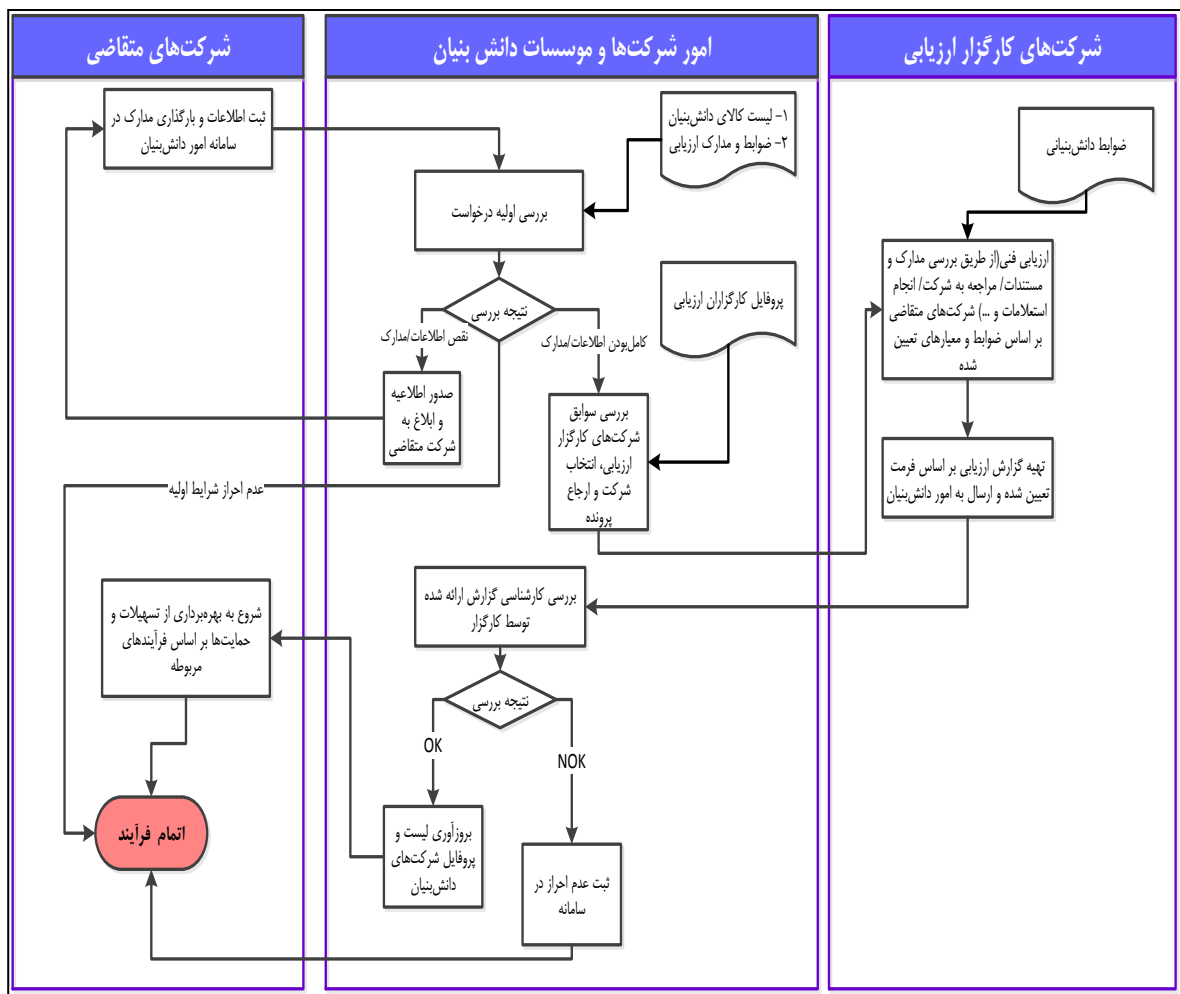 شرکت‌های کارگزار ارزیابی
امور شرکت‌ها و موسسات دانش بنیان
شرکت‌های متقاضی
ثبت اطلاعات و بارگذاری مدارک در
سامانه امور دانش‌بنیان
۱- لیست کالای دانش‌بنیان
۲- ضوابط و مدارک ارزیابی
ضوابط دانش‌بنیانی
بررسی اولیه درخواست
نتیجه بررسی
نقص اطلاعات/مدارک
کامل‌بودن اطلاعات/مدارک
پروفایل کارگزاران ارزیابی
ارزیابی فنی(از طریق بررسی مدارک و
مستندات/ مراجعه به شرکت/ انجام
استعلامات و ...) شرکت‌های متقاضی
بر اساس ضوابط و معیارهای تعیین
شده
صدور اطلاعیه
و ابلاغ به
شرکت متقاضی
بررسی سوابق
شرکت‌های کارگزار
ارزیابی، انتخاب
شرکت و ارجاع
پرونده
تهیه گزارش ارزیابی بر اساس فرمت
تعیین شده و ارسال به امور دانش‌بنیان
عدم احراز شرایط اولیه
بررسی کارشناسی گزارش ارائه شده
توسط کارگزار
نتیجه بررسی
OK
NOK
شروع به بهره‌برداری از تسهیلات و
حمایت‌ها بر اساس فرآیندهای
مربوطه
بروزآوری لیست و
پروفایل شرکت‌های
دانش‌بنیان
ثبت عدم احراز در
سامانه
اتمام فرآیند